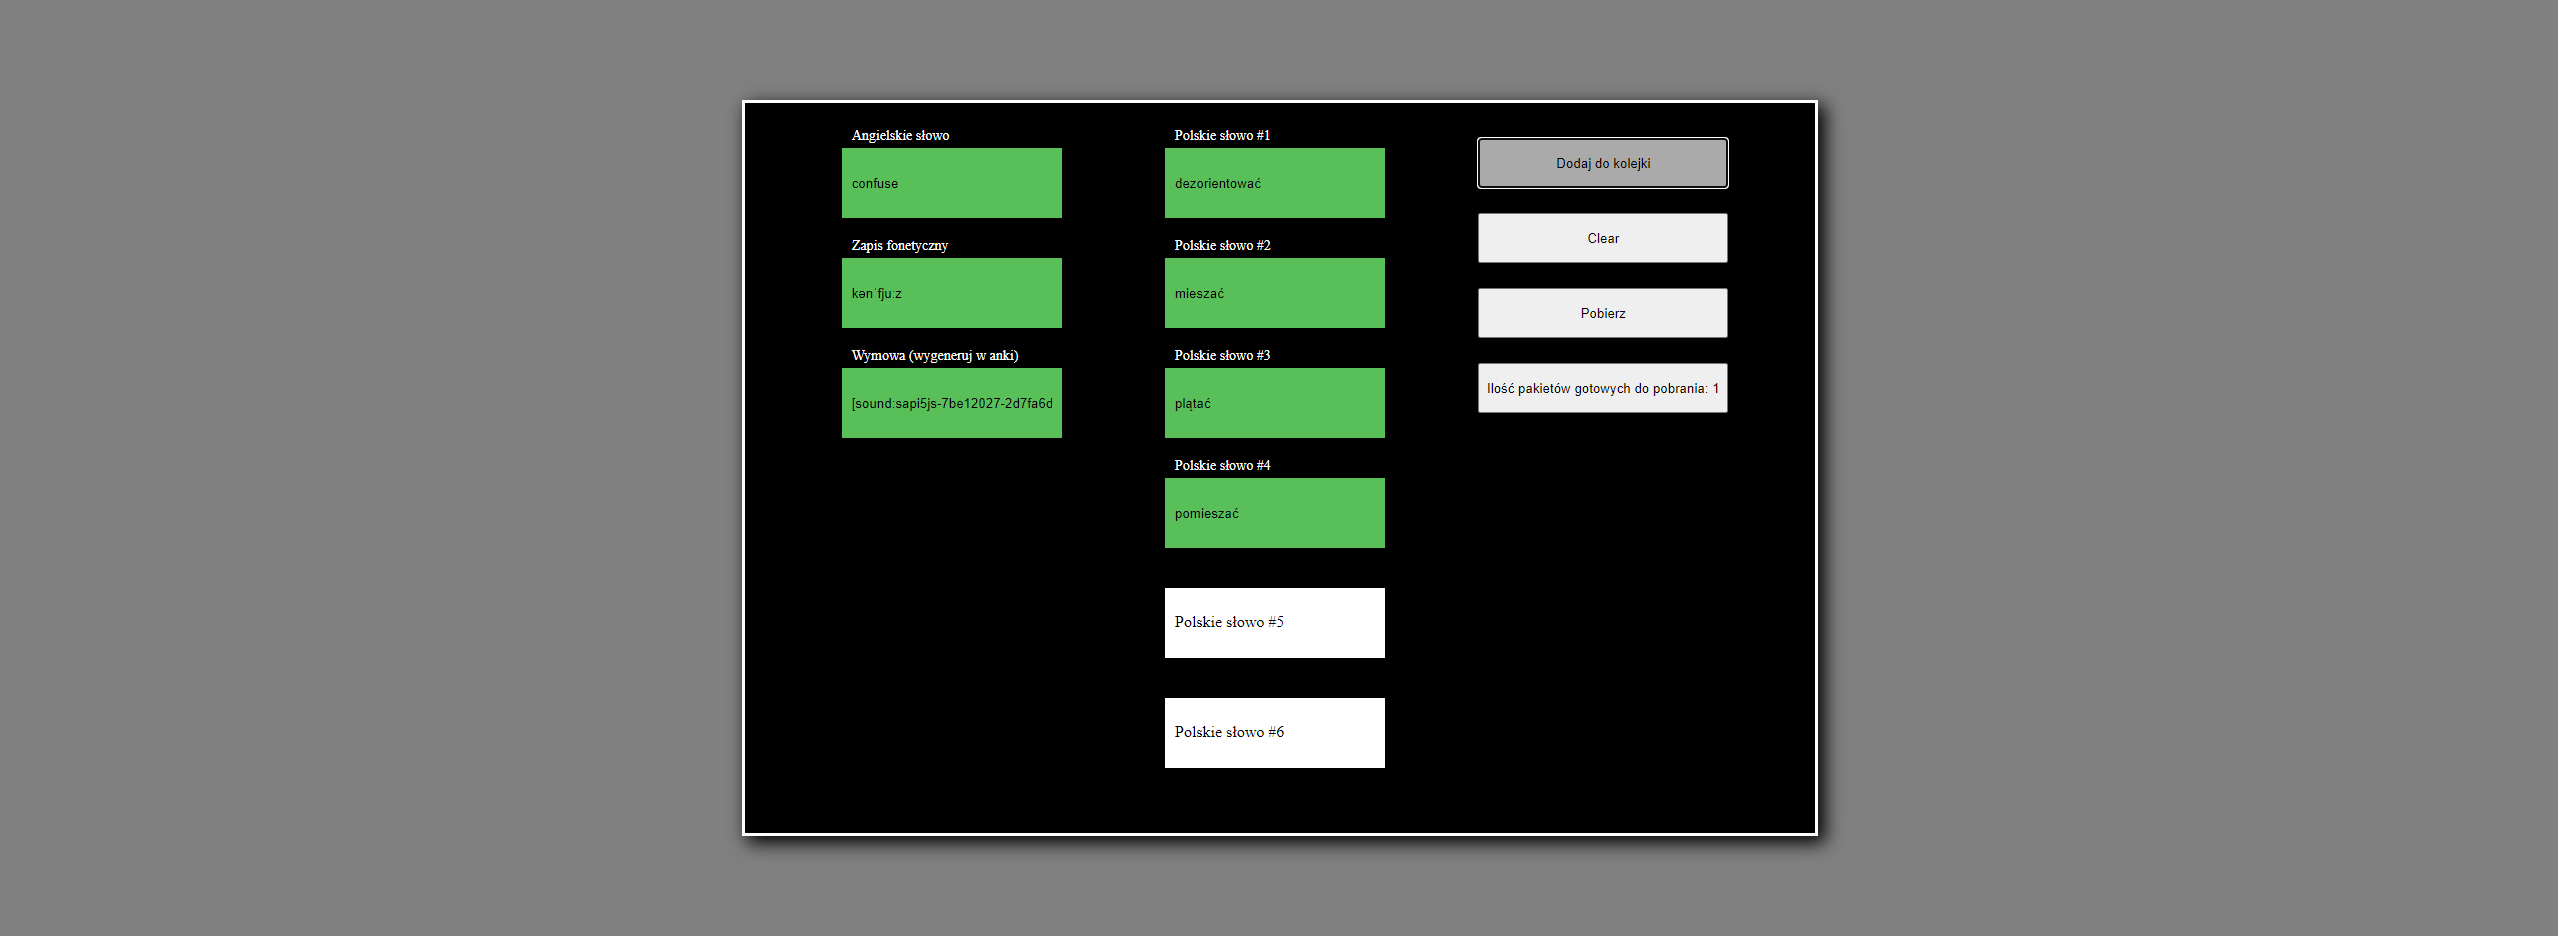 Angielskie słowo
confuse
Zapis fonetyczny
kənˈfjuːz
Wymowa (wygeneruj w anki)
[sound:sapi5js-7be12027-2d7fa6d
Polskie słowo #1
dezorientować
Polskie słowo #2
mieszać
Polskie słowo #3
plątać
Polskie słowo #4
pomieszać
Polskie słowo #5
Polskie słowo #6
Dodaj do kolejki
Clear
Pobierz
Ilość pakietów gotowych do pobrania: 1